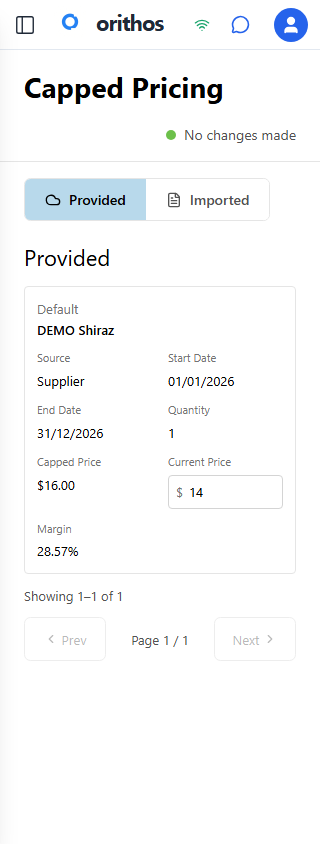 orithos
Capped Pricing
No changes made
Provided
Imported
Provided
Default
DEMO Shiraz
Source
Start Date
Supplier
01/01/2026
End Date
Quantity
31/12/2026
1
Capped Price
Current Price
$16.00
$ 14
Margin
28.57%
Showing 1–1 of 1
Prev
Page 1 / 1
Next